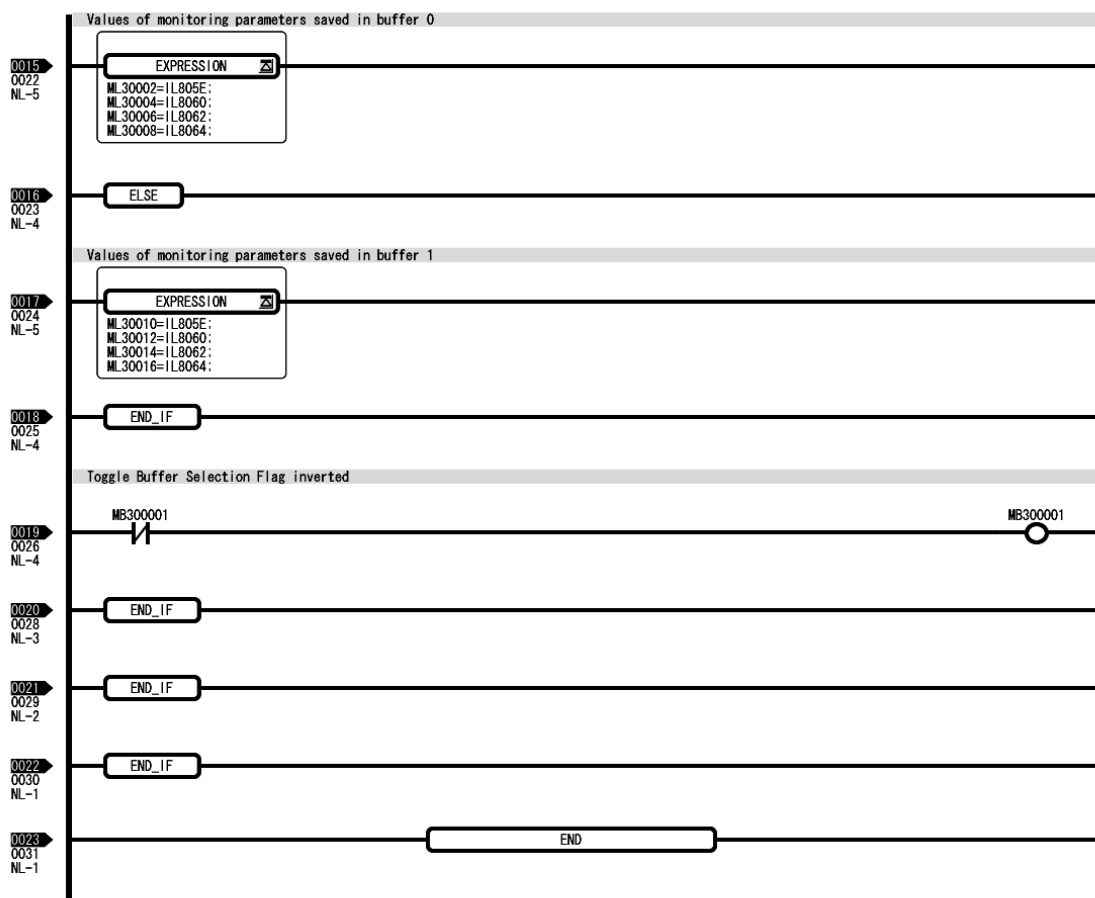 Values of monitoring parameters saved in buffer 0
0015
0022
NL-5
EXPRESSION
ML30002=IL805E;
ML30004=IL8060;
ML30006=IL8062;
ML30008=IL8064;
0016
0023
NL-4
ELSE
Values of monitoring parameters saved in buffer 1
0017
0024
NL-5
EXPRESSION
ML30010=IL805E;
ML30012=IL8060;
ML30014=IL8062;
ML30016=IL8064;
0018
0025
NL-4
END_IF
Toggle Buffer Selection Flag inverted
MB300001 MB300001
0019
0026
NL-4
0020
0028
NL-3
END_IF
0021
0029
NL-2
END_IF
0022
0030
NL-1
END_IF
0023
0031
NL-1
END